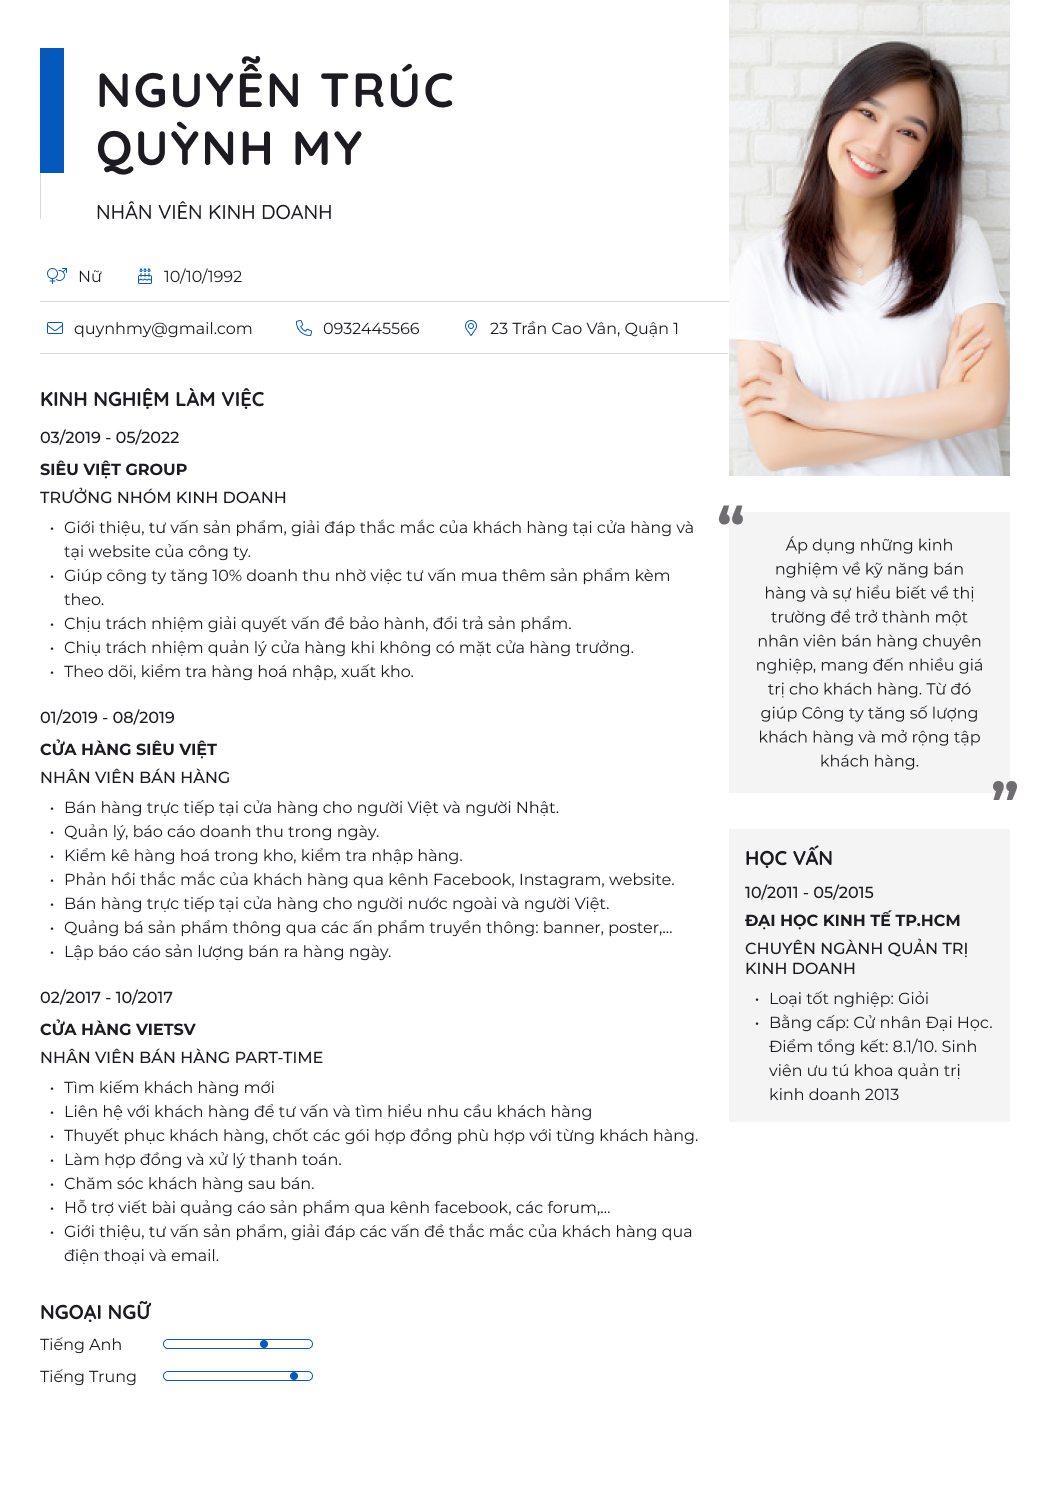 NGUYỄN TRÚC
QUỲNH MY
NHÂN VIÊN KINH DOANH
Nữ 10/10/1992
quynhmy@gmail.com 0932445566 23 Trần Cao Vân, Quận 1
KINH NGHIỆM LÀM VIỆC
03/2019 - 05/2022
SIÊU VIỆT GROUP
TRƯỞNG NHÓM KINH DOANH
• Giới thiệu, tư vấn sản phẩm, giải đáp thắc mắc của khách hàng tại cửa hàng và
tại website của công ty.
• Giúp công ty tăng 10% doanh thu nhờ việc tư vấn mua thêm sản phẩm kèm
theo.
• Chịu trách nhiệm giải quyết vấn đề bảo hành, đổi trả sản phẩm.
• Chiụ trách nhiệm quản lý cửa hàng khi không có mặt cửa hàng trưởng.
• Theo dõi, kiểm tra hàng hoá nhập, xuất kho.
01/2019 - 08/2019
CỬA HÀNG SIÊU VIỆT
NHÂN VIÊN BÁN HÀNG
• Bán hàng trực tiếp tại cửa hàng cho người Việt và người Nhật.
• Quản lý, báo cáo doanh thu trong ngày.
• Kiểm kê hàng hoá trong kho, kiểm tra nhập hàng.
• Phản hồi thắc mắc của khách hàng qua kênh Facebook, Instagram, website.
• Bán hàng trực tiếp tại cửa hàng cho người nước ngoài và người Việt.
• Quảng bá sản phẩm thông qua các ấn phẩm truyền thông: banner, poster,...
• Lập báo cáo sản lượng bán ra hàng ngày.
02/2017 - 10/2017
CỬA HÀNG VIETSV
NHÂN VIÊN BÁN HÀNG PART-TIME
• Tìm kiếm khách hàng mới
• Liên hệ với khách hàng để tư vấn và tìm hiểu nhu cầu khách hàng
• Thuyết phục khách hàng, chốt các gói hợp đồng phù hợp với từng khách hàng.
• Làm hợp đồng và xử lý thanh toán.
• Chăm sóc khách hàng sau bán.
• Hỗ trợ viết bài quảng cáo sản phẩm qua kênh facebook, các forum,...
• Giới thiệu, tư vấn sản phẩm, giải đáp các vấn đề thắc mắc của khách hàng qua
điện thoại và email.
NGOẠI NGỮ
Tiếng Anh
Tiếng Trung
“
Áp dụng những kinh
nghiệm về kỹ năng bán
hàng và sự hiểu biết về thị
trường để trở thành một
nhân viên bán hàng chuyên
nghiệp, mang đến nhiều giá
trị cho khách hàng. Từ đó
giúp Công ty tăng số lượng
khách hàng và mở rộng tập
khách hàng.
”
HỌC VẤN
10/2011 - 05/2015
ĐẠI HỌC KINH TẾ TP.HCM
CHUYÊN NGÀNH QUẢN TRỊ
KINH DOANH
• Loại tốt nghiệp: Giỏi
• Bằng cấp: Cử nhân Đại Học.
Điểm tổng kết: 8.1/10. Sinh
viên ưu tú khoa quản trị
kinh doanh 2013